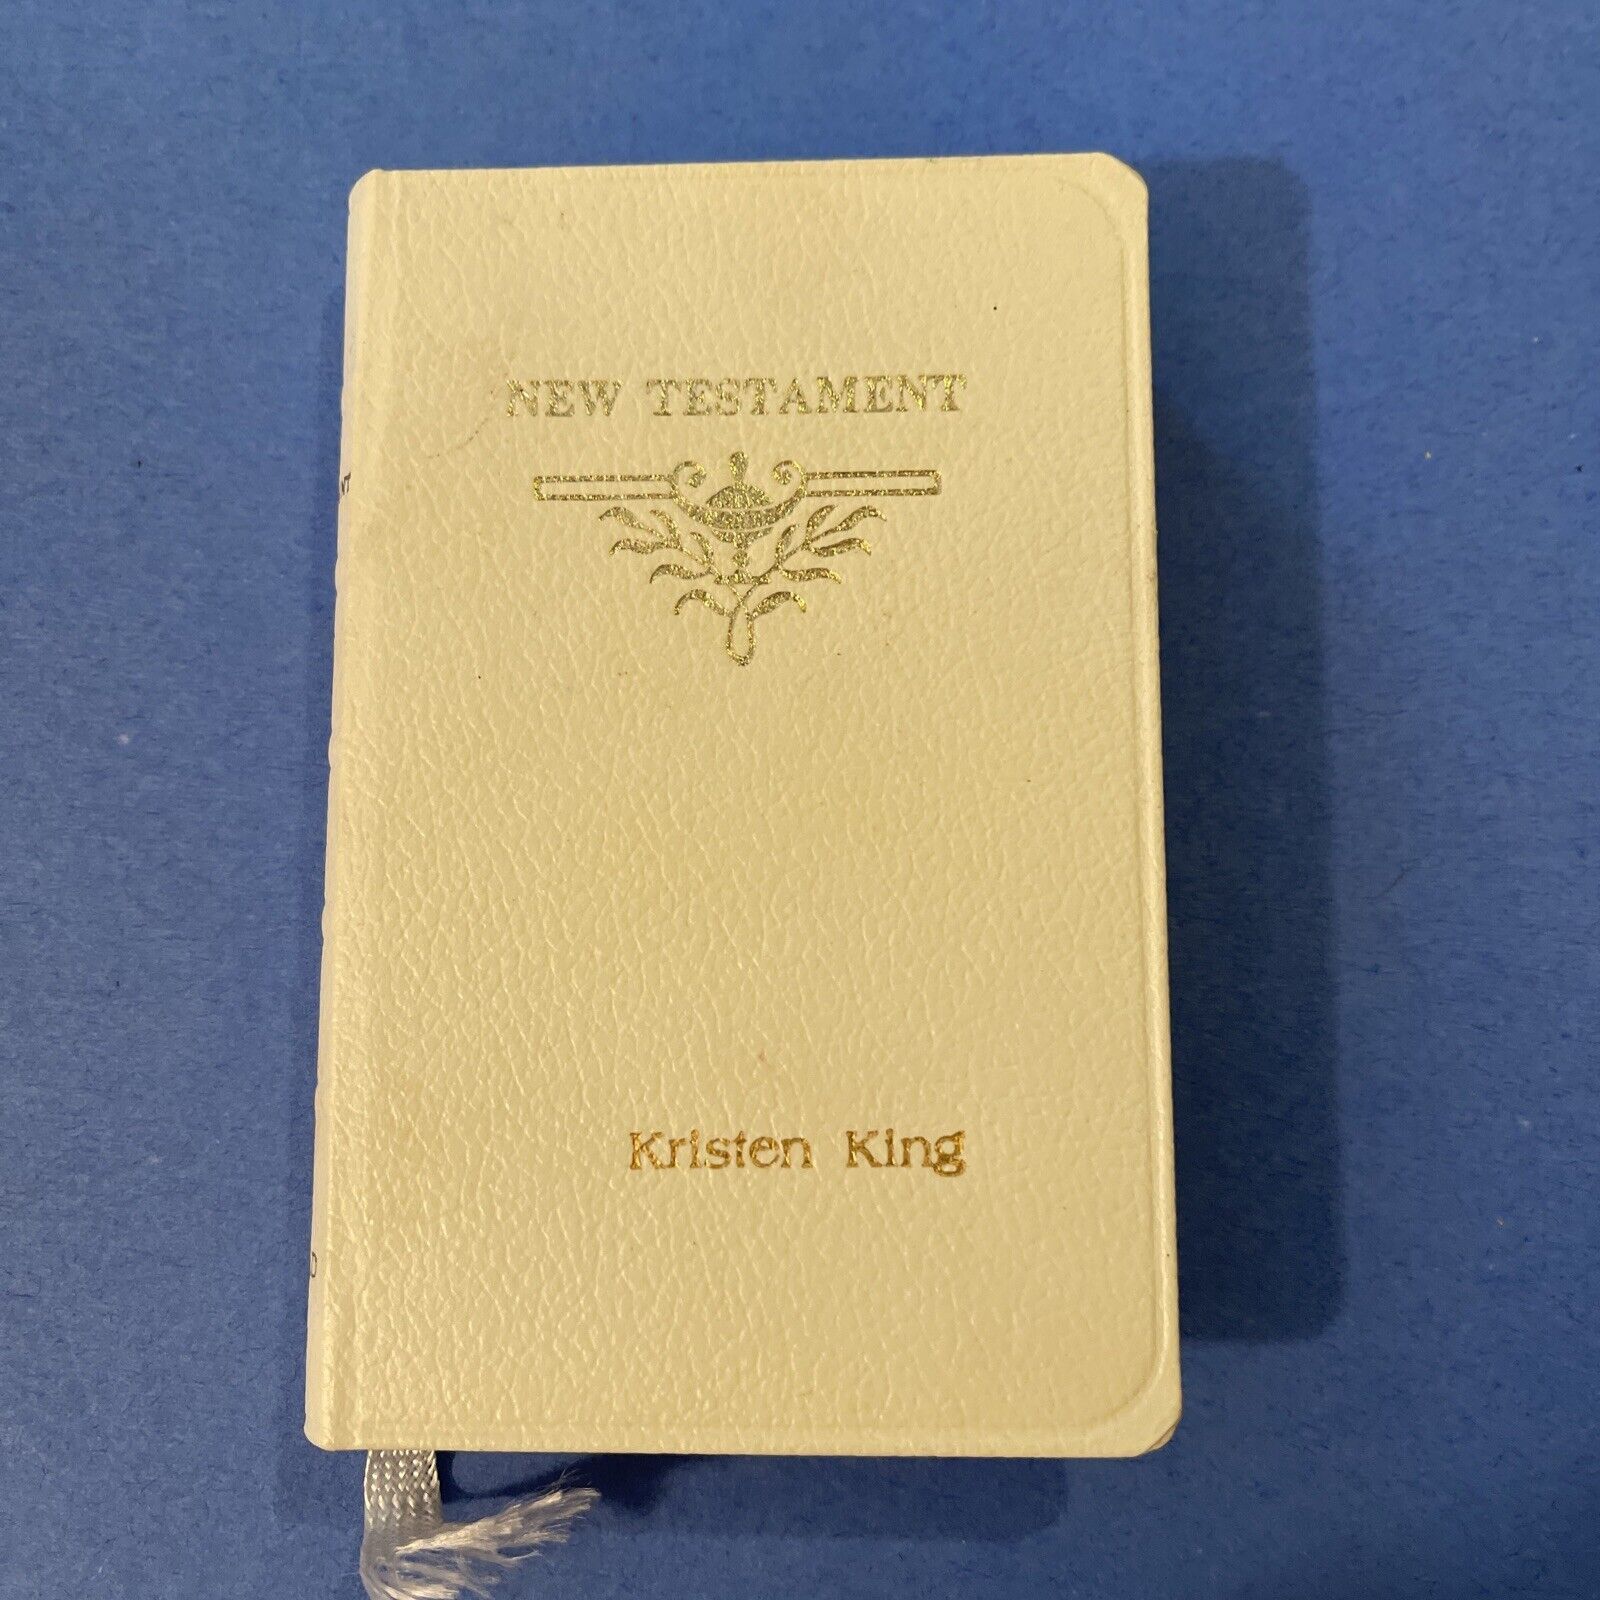 NEW TESTAMENT
Kristen King